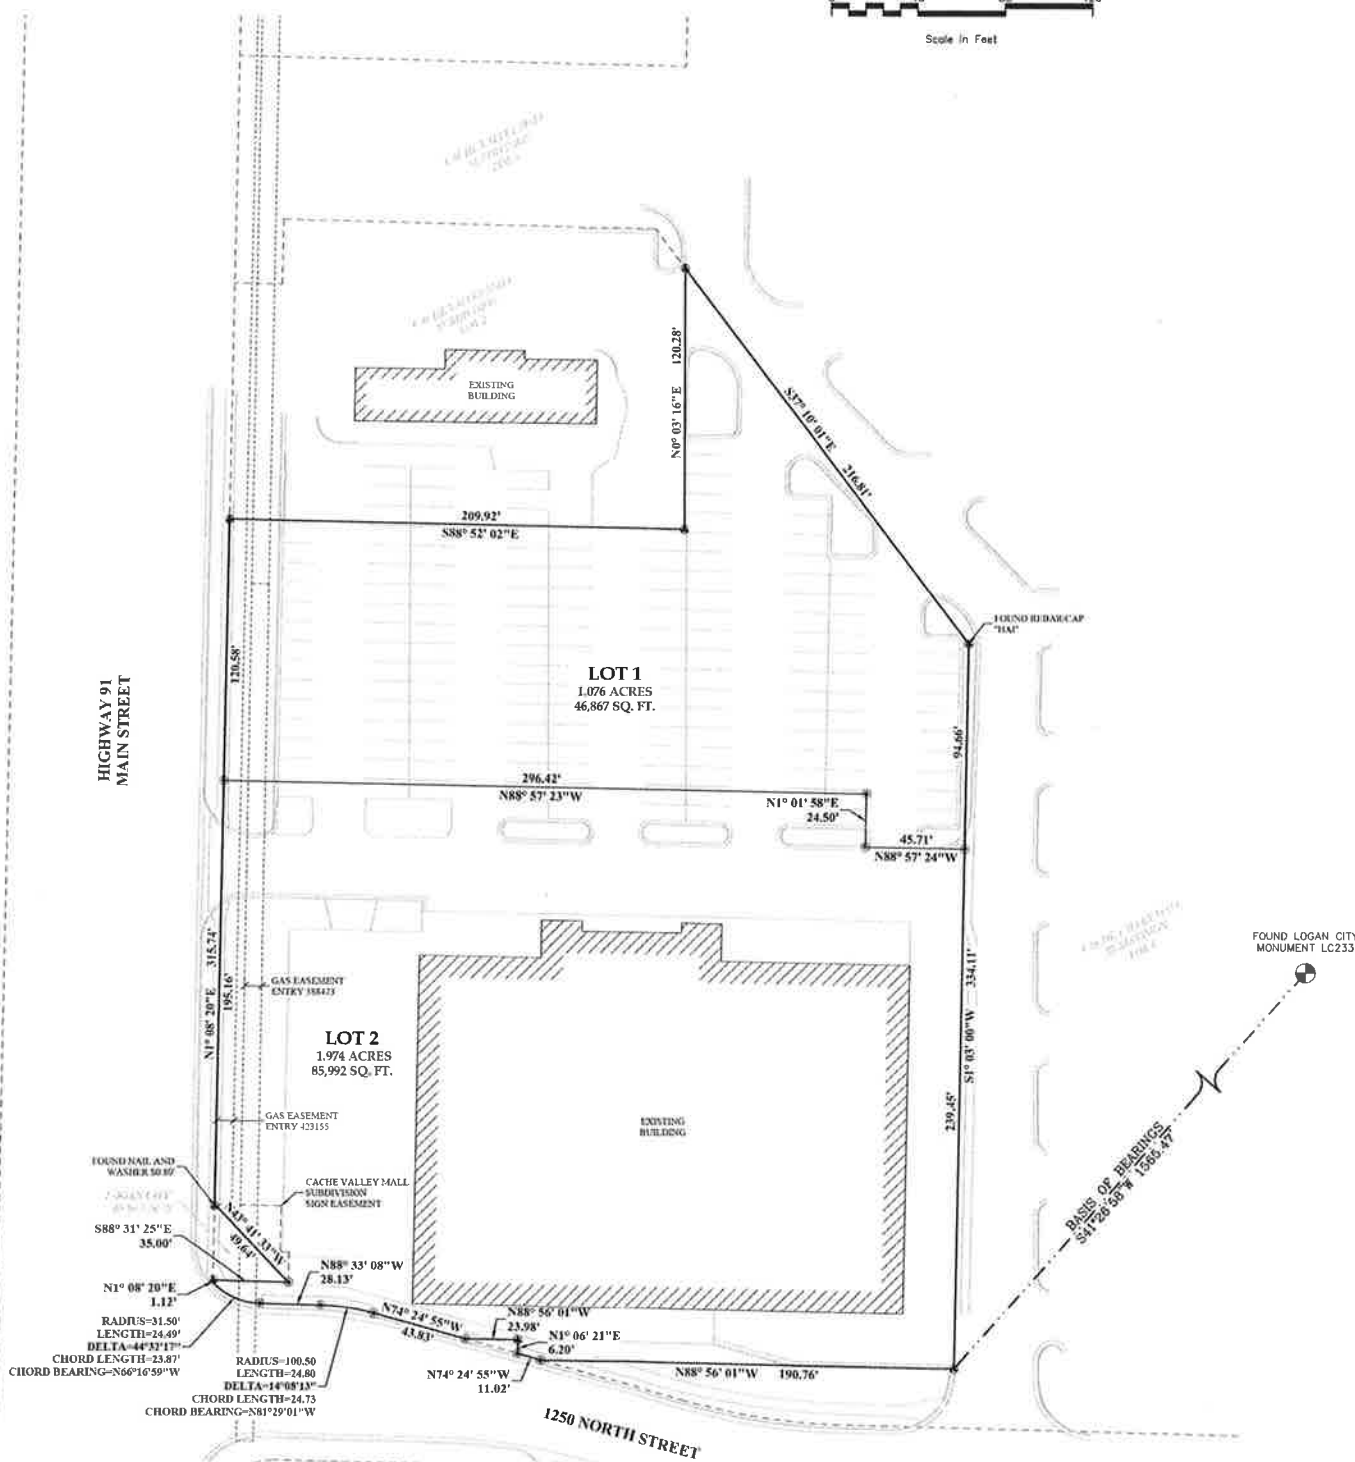 Scale in Feet
EXISTING
BUILDING
N0° 03' 16"E 120.28'
S37° 10' 01"E 216.81'
209.92'
S88° 52' 02"E
FOUND REBAR/CAP
"HAI"
120.58'
LOT 1
1.076 ACRES
46,867 SQ. FT.
HIGHWAY 91
MAIN STREET
94.66'
296.42'
N88° 57' 23"W
N1° 01' 58"E
24.50'
45.71'
N88° 57' 24"W
FOUND LOGAN CITY
MONUMENT LC233
N1° 08' 20"E 315.74'
195.16'
GAS EASEMENT
ENTRY 388423
S1° 03' 00"W 334.11'
LOT 2
1.974 ACRES
85,992 SQ. FT.
GAS EASEMENT
ENTRY 423155
EXISTING
BUILDING
239.45'
BASIS OF BEARINGS
S41°26'58"W 1565.47'
FOUND NAIL AND
WASHER
CACHE VALLEY MALL
SUBDIVISION
SIGN EASEMENT
N43° 41' 33"W
49.64'
S88° 31' 25"E
35.00'
N88° 33' 08"W
28.13'
N1° 08' 20"E
1.12'
N74° 24' 55"W
43.83'
N88° 56' 01"W
23.98'
N1° 06' 21"E
6.20'
RADIUS=31.50'
LENGTH=24.49'
DELTA=44°32'17"
CHORD LENGTH=23.87'
CHORD BEARING=N66°16'59"W
RADIUS=100.50
LENGTH=24.80
DELTA=14°08'13"
CHORD LENGTH=24.73
CHORD BEARING=N81°29'01"W
N74° 24' 55"W
11.02'
N88° 56' 01"W 190.76'
1250 NORTH STREET